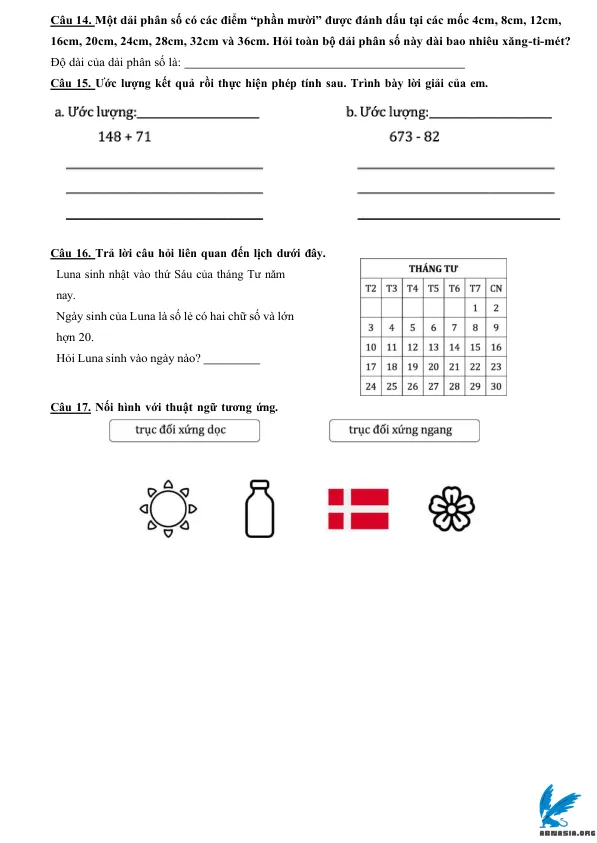 Câu 14. Một dải phân số có các điểm “phần mười” được đánh dấu tại các mốc 4cm, 8cm, 12cm,
16cm, 20cm, 24cm, 28cm, 32cm và 36cm. Hỏi toàn bộ dải phân số này dài bao nhiêu xăng-ti-mét?
Độ dài của dải phân số là: ______________________________
Câu 15. Ước lượng kết quả rồi thực hiện phép tính sau. Trình bày lời giải của em.
a. Ước lượng:__________________ b. Ước lượng:__________________
148 + 71 673 - 82
Câu 16. Trả lời câu hỏi liên quan đến lịch dưới đây.
Luna sinh nhật vào thứ Sáu của tháng Tư năm
nay.
Ngày sinh của Luna là số lẻ có hai chữ số và lớn
hơn 20.
Hỏi Luna sinh vào ngày nào? __________
THÁNG TƯ
T2 T3 T4 T5 T6 T7 CN
1 2
3 4 5 6 7 8 9
10 11 12 13 14 15 16
17 18 19 20 21 22 23
24 25 26 27 28 29 30
Câu 17. Nối hình với thuật ngữ tương ứng.
trục đối xứng dọc trục đối xứng ngang
ABNASIA.ORG